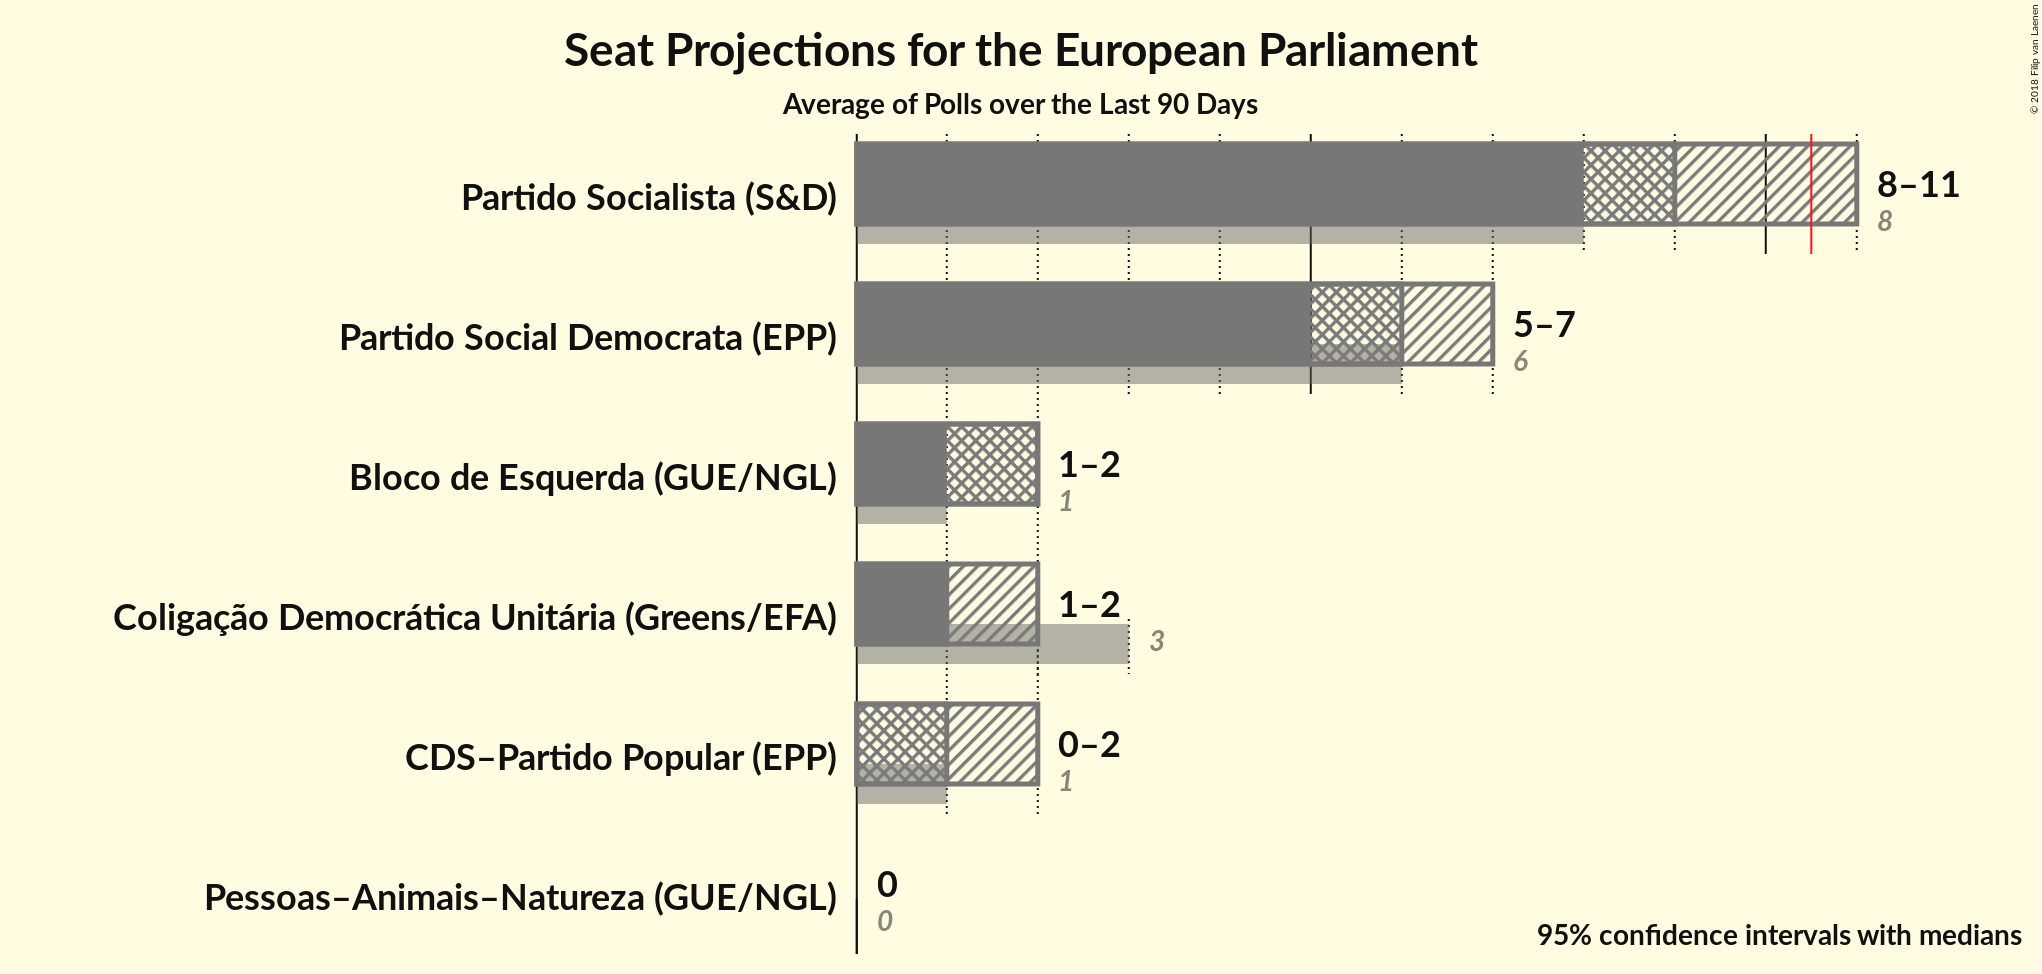 Seat Projections for the European Parliament
Average of Polls over the Last 90 Days
© 2018 Filip van Laenen
Partido Socialista (S&D)
8–11
8
Partido Social Democrata (EPP)
5–7
6
Bloco de Esquerda (GUE/NGL)
1–2
1
Coligação Democrática Unitária (Greens/EFA)
1–2
3
CDS–Partido Popular (EPP)
0–2
1
Pessoas–Animais–Natureza (GUE/NGL)
0
0
95% confidence intervals with medians